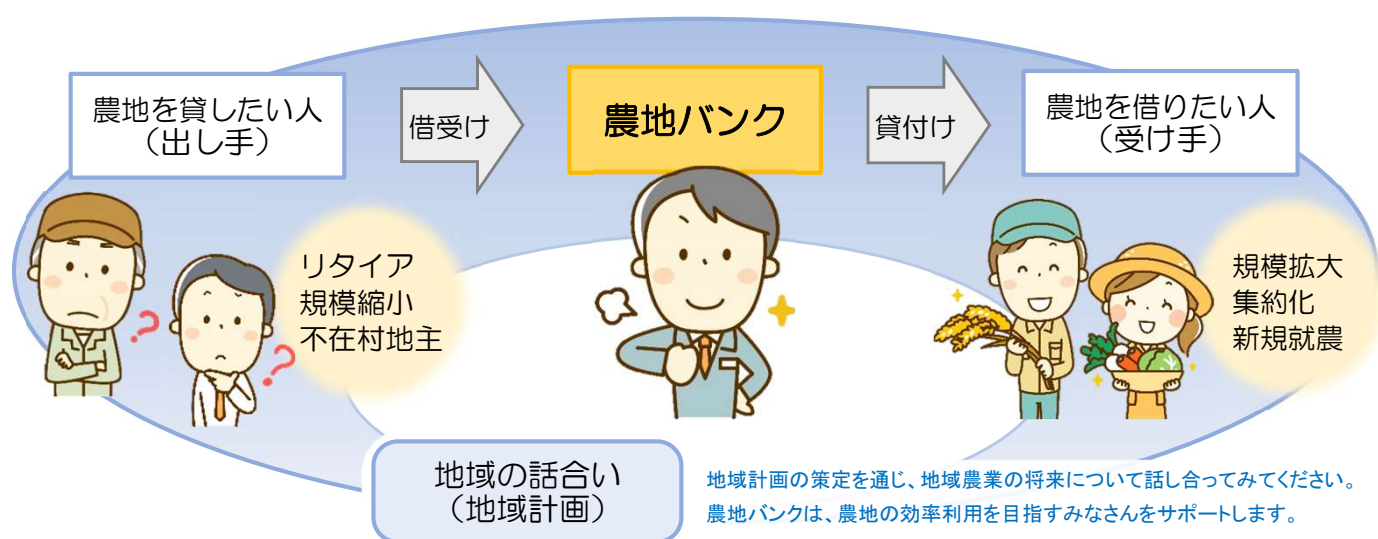 農地を貸したい人
（出し手）
借受け
農地バンク
貸付け
農地を借りたい人
（受け手）
リタイア
規模縮小
不在村地主
規模拡大
集約化
新規就農
地域の話合い
（地域計画）
地域計画の策定を通じ、地域農業の将来について話し合ってみてください。
農地バンクは、農地の効率利用を目指すみなさんをサポートします。